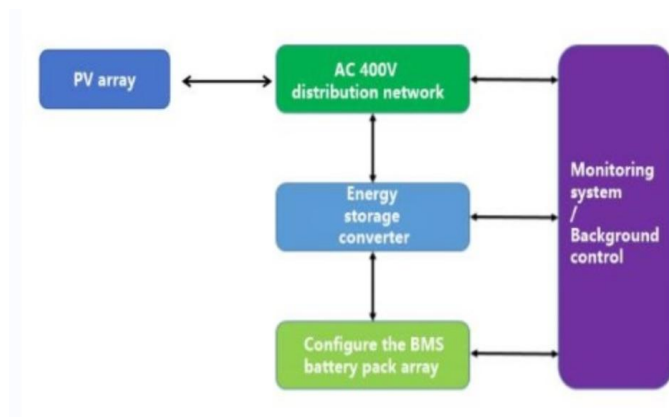 PV array
AC 400V
distribution network
Energy
storage
converter
Configure the BMS
battery pack array
Monitoring
system
/
Background
control